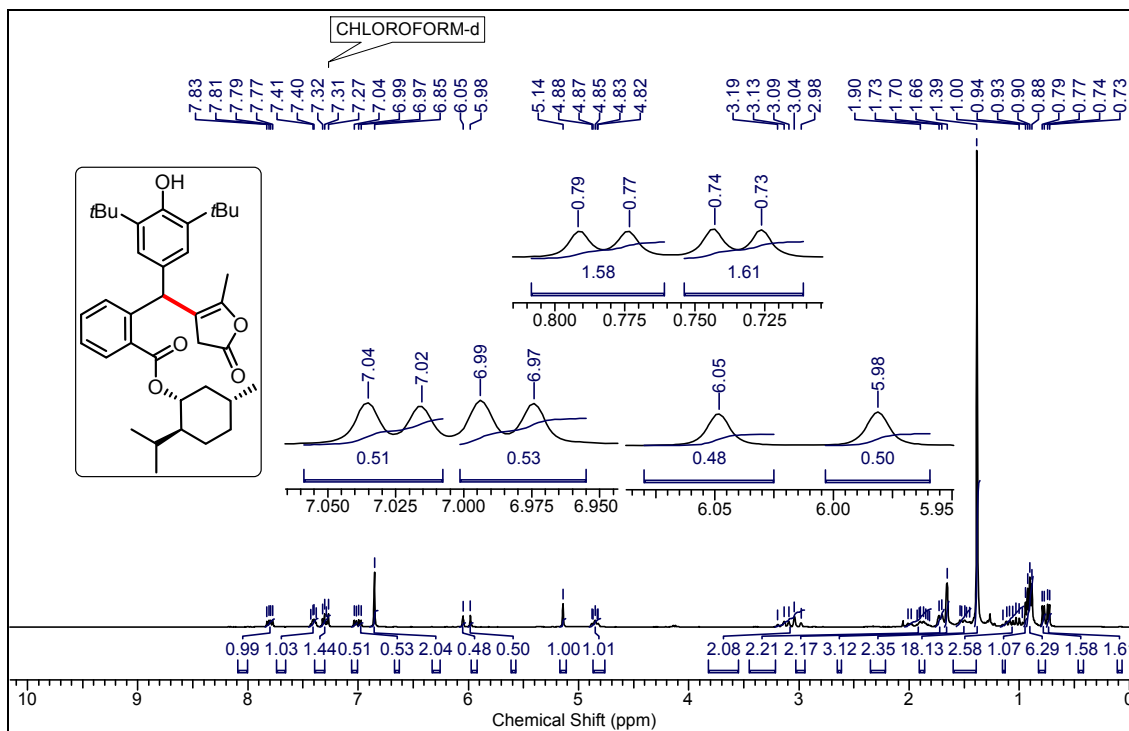 CHLOROFORM-d
7.83 7.81 7.79 7.77 7.41 7.40 7.32 7.31 7.27 7.04 6.99 6.97 6.85 6.05 5.98 5.14 4.88 4.87 4.85 4.83 4.82 3.19 3.13 3.09 3.04 2.98 1.90 1.73 1.70 1.66 1.39 1.00 0.94 0.93 0.90 0.88 0.79 0.77 0.74 0.73
OH
tBu tBu
O
O
O
O
0.79 0.77 0.74 0.73
1.58 1.61
0.800 0.775 0.750 0.725
7.04 7.02 6.99 6.97 6.05 5.98
0.51 0.53 0.48 0.50
7.050 7.025 7.000 6.975 6.950 6.05 6.00 5.95
0.99 1.03 1.44 0.51 0.53 2.04 0.48 0.50 1.00 1.01 2.08 2.21 2.17 3.12 2.35 18.13 2.58 1.07 6.29 1.58 1.6
10 9 8 7 6 5 4 3 2 1 0
Chemical Shift (ppm)